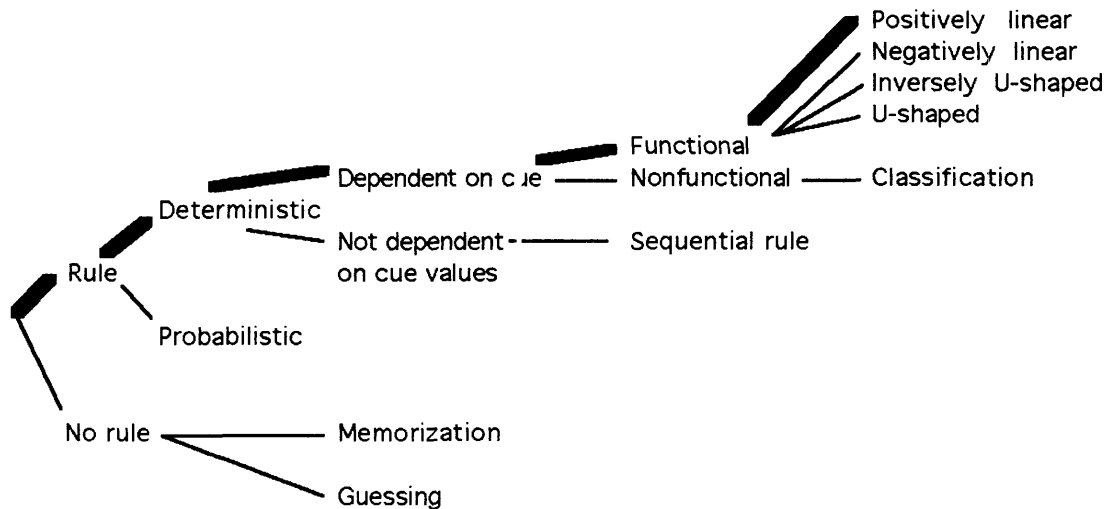 Positively linear
Negatively linear
Inversely U-shaped
U-shaped
Functional
Dependent on cue
Nonfunctional
Classification
Deterministic
Not dependent
on cue values
Sequential rule
Rule
Probabilistic
No rule
Memorization
Guessing